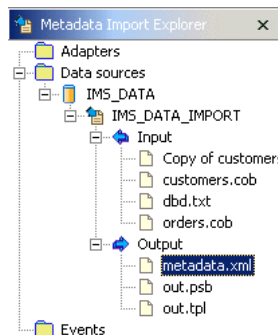 Metadata Import Explorer
Adapters
Data sources
IMS_DATA
IMS_DATA_IMPORT
Input
Copy of customers
customers.cob
dbd.txt
orders.cob
Output
metadata.xml
out.psb
out.tpl
Events